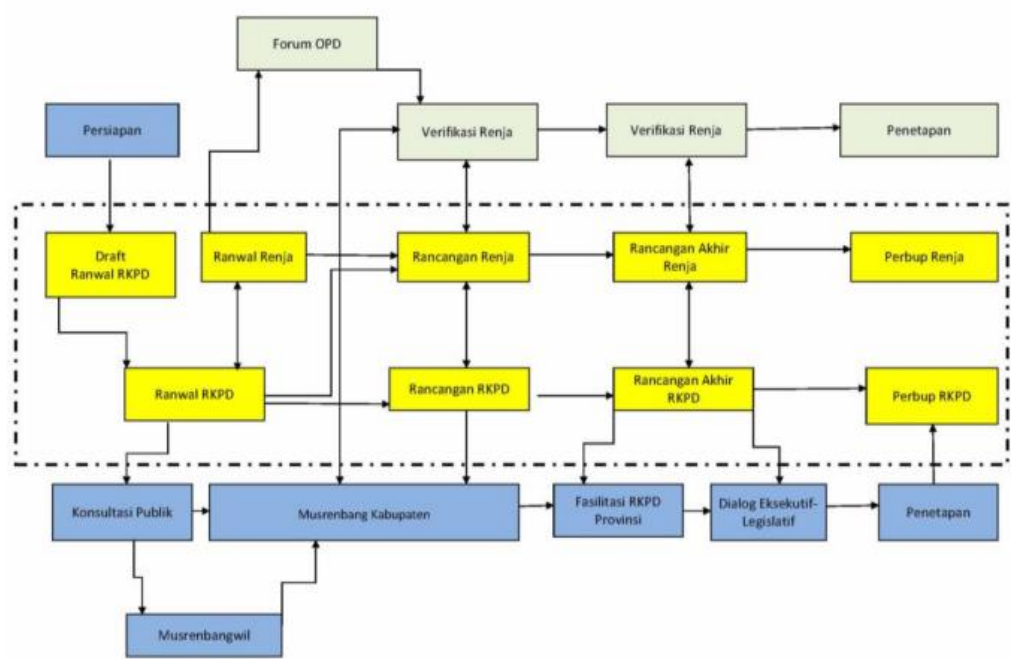 Forum OPD
Persiapan
Verifikasi Renja
Verifikasi Renja
Penetapan
Draft
Ranwal RKPD
Ranwal Renja
Rancangan Renja
Rancangan Akhir
Renja
Perbup Renja
Ranwal RKPD
Rancangan RKPD
Rancangan Akhir
RKPD
Perbup RKPD
Konsultasi Publik
Musrenbang Kabupaten
Fasilitasi RKPD
Provinsi
Dialog Eksekutif-
Legislatif
Penetapan
Musrenbangwil